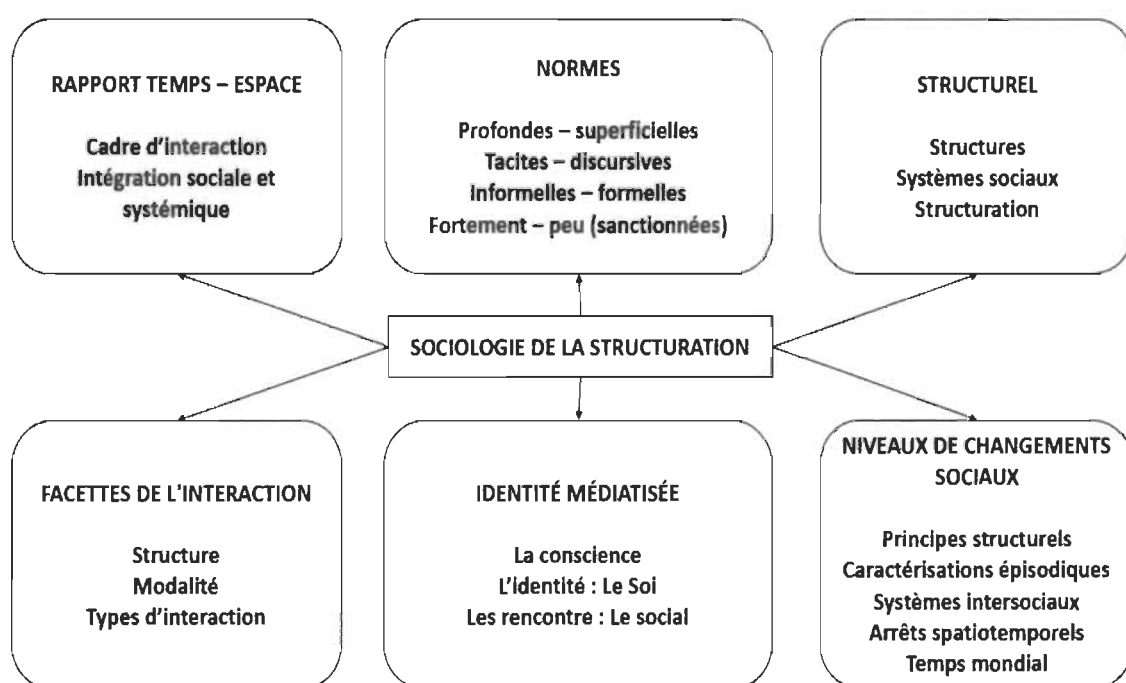 RAPPORT TEMPS – ESPACE
Cadre d'interaction
Intégration sociale et
systémique
NORMES
Profondes – superficielles
Tacites – discursives
Informelles – formelles
Fortement – peu (sanctionnées)
STRUCTUREL
Structures
Systèmes sociaux
Structuration
SOCIOLOGIE DE LA STRUCTURATION
FACETTES DE L'INTERACTION
Structure
Modalité
Types d'interaction
IDENTITÉ MÉDIATISÉE
La conscience
L'identité : Le Soi
Les rencontre : Le social
NIVEAUX DE CHANGEMENTS
SOCIAUX
Principes structurels
Caractérisations épisodiques
Systèmes intersociaux
Arrêts spatiotemporels
Temps mondial